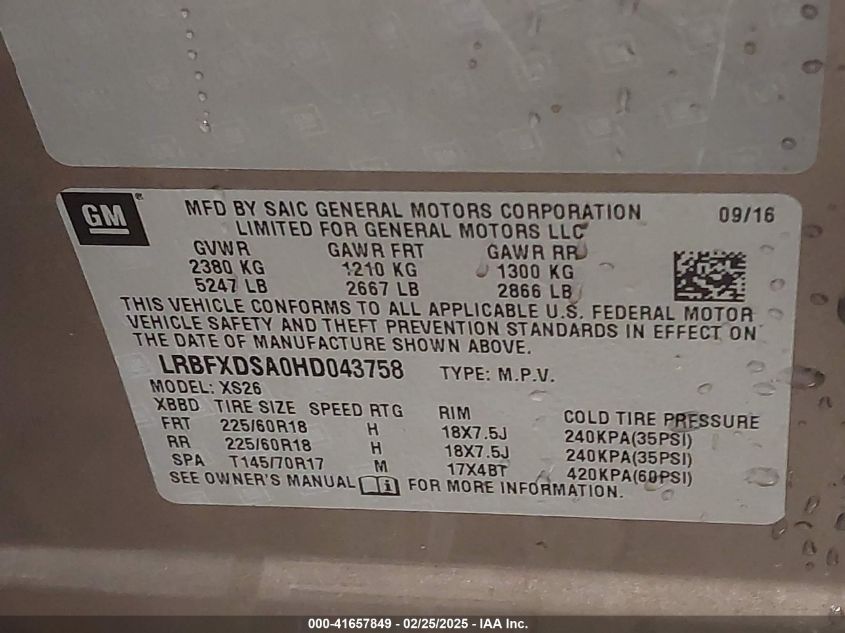 GM ®
MFD BY SAIC GENERAL MOTORS CORPORATION 09/16
LIMITED FOR GENERAL MOTORS LLC
GVWR GAWR FRT GAWR RR
2380 KG 1210 KG 1300 KG
5247 LB 2667 LB 2866 LB
THIS VEHICLE CONFORMS TO ALL APPLICABLE U.S. FEDERAL MOTOR
VEHICLE SAFETY AND THEFT PREVENTION STANDARDS IN EFFECT ON
THE DATE OF MANUFACTURE SHOWN ABOVE.
LRBFXDSA0HD043758 TYPE: M.P.V.
MODEL: XS26
XBBD TIRE SIZE SPEED RTG RIM COLD TIRE PRESSURE
FRT 225/60R18 H 18X7.5J 240KPA(35PSI)
RR 225/60R18 H 18X7.5J 240KPA(35PSI)
SPA T145/70R17 M 17X4BT 420KPA(60PSI)
SEE OWNER'S MANUAL i FOR MORE INFORMATION.
000-41657849 - 02/25/2025 - IAA Inc.